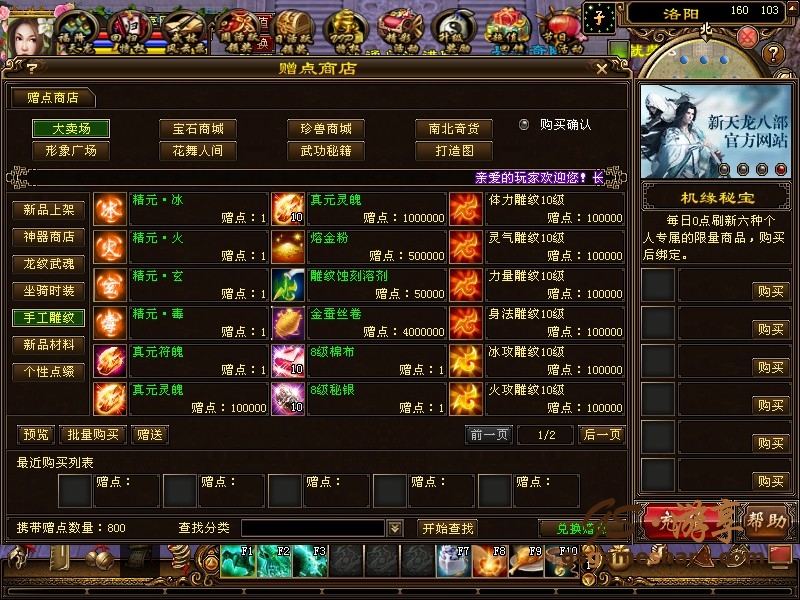 洛阳 160 103
北
?
赠点商店
赠点商店
大卖场 宝石商城 珍兽商城 南北奇货 购买确认
形象广场 花舞人间 武功秘籍 打造图
亲爱的玩家欢迎您! 长
新天龙八部
官方网站
新品上架
神器商店
龙纹武魂
坐骑时装
手工雕纹
新品材料
个性点缀
精元·冰
赠点:1
真元灵魄
10
赠点:1000000
体力雕纹10级
赠点:100000
精元·火
赠点:1
熔金粉
赠点:500000
灵气雕纹10级
赠点:100000
精元·玄
赠点:1
雕纹蚀刻溶剂
赠点:50000
力量雕纹10级
赠点:100000
精元·毒
赠点:1
金蚕丝卷
赠点:4000000
身法雕纹10级
赠点:100000
真元符魄
赠点:1
8级棉布
10
赠点:1
冰攻雕纹10级
赠点:100000
真元灵魄
赠点:100000
8级秘银
10
赠点:1
火攻雕纹10级
赠点:100000
预览 批量购买 赠送 前一页 1/2 后一页
最近购买列表
赠点: 赠点: 赠点: 赠点: 赠点:
携带赠点数量:800 查找分类 开始查找 兑换赠点
机缘秘宝
每日0点刷新六种个
人专属的限量商品,购买
后绑定。
购买
购买
购买
购买
购买
购买
帮助
F1 F2 F3 F7 F8 F9 F10